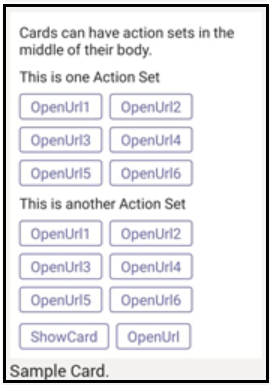 Cards can have action sets in the
middle of their body.
This is one Action Set
OpenUrl1 OpenUrl2
OpenUrl3 OpenUrl4
OpenUrl5 OpenUrl6
This is another Action Set
OpenUrl1 OpenUrl2
OpenUrl3 OpenUrl4
OpenUrl5 OpenUrl6
ShowCard OpenUrl
Sample Card.